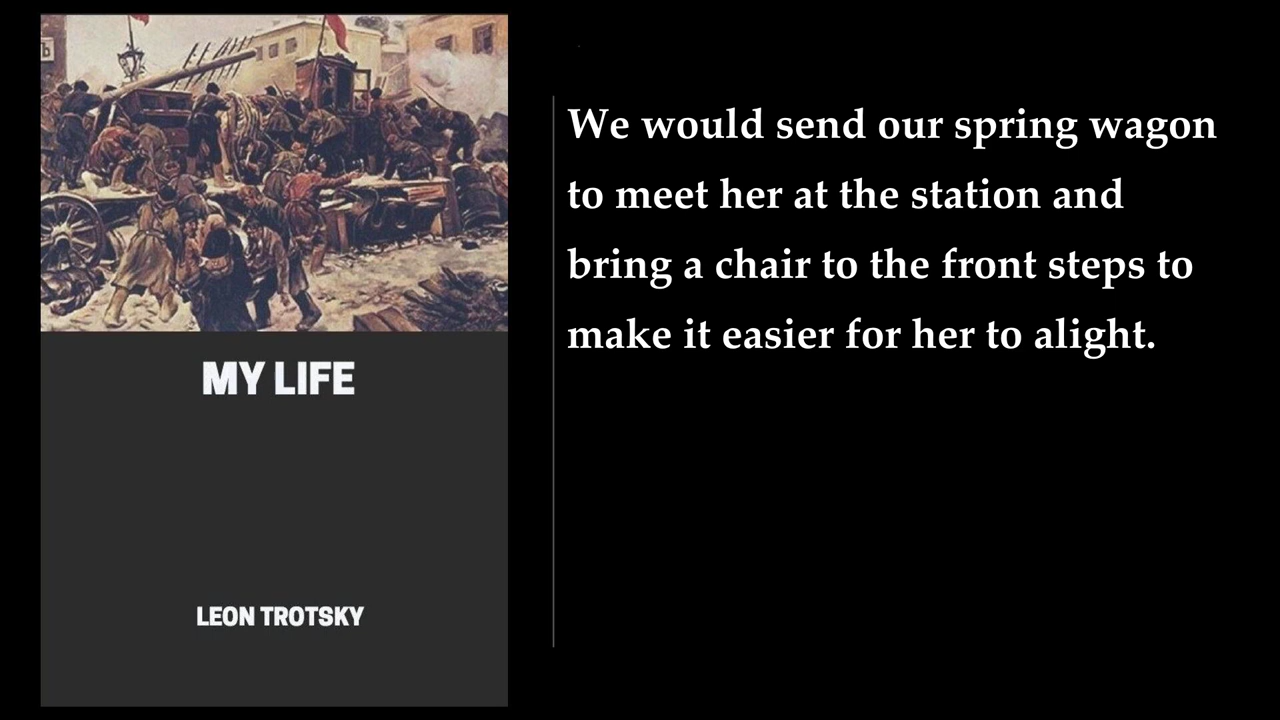 MY LIFE
LEON TROTSKY
We would send our spring wagon
to meet her at the station and
bring a chair to the front steps to
make it easier for her to alight.